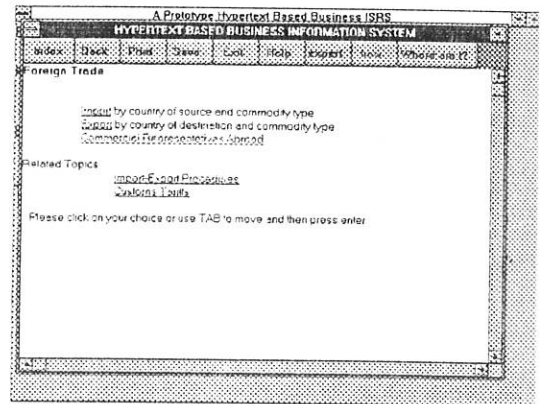 A Prototype Hypertext Based Business ISRS
HYPERTEXT BASED BUSINESS INFORMATION SYSTEM
Index Back Print Save Exit Help Expert Where am I?
Foreign Trade
Import by country of source and commodity type
Export by country of destination and commodity type
Commercial Representatives Abroad
Related Topics
Import-Export Procedures
Customs Tariffs
Please click on your choice or use TAB to move and then press enter